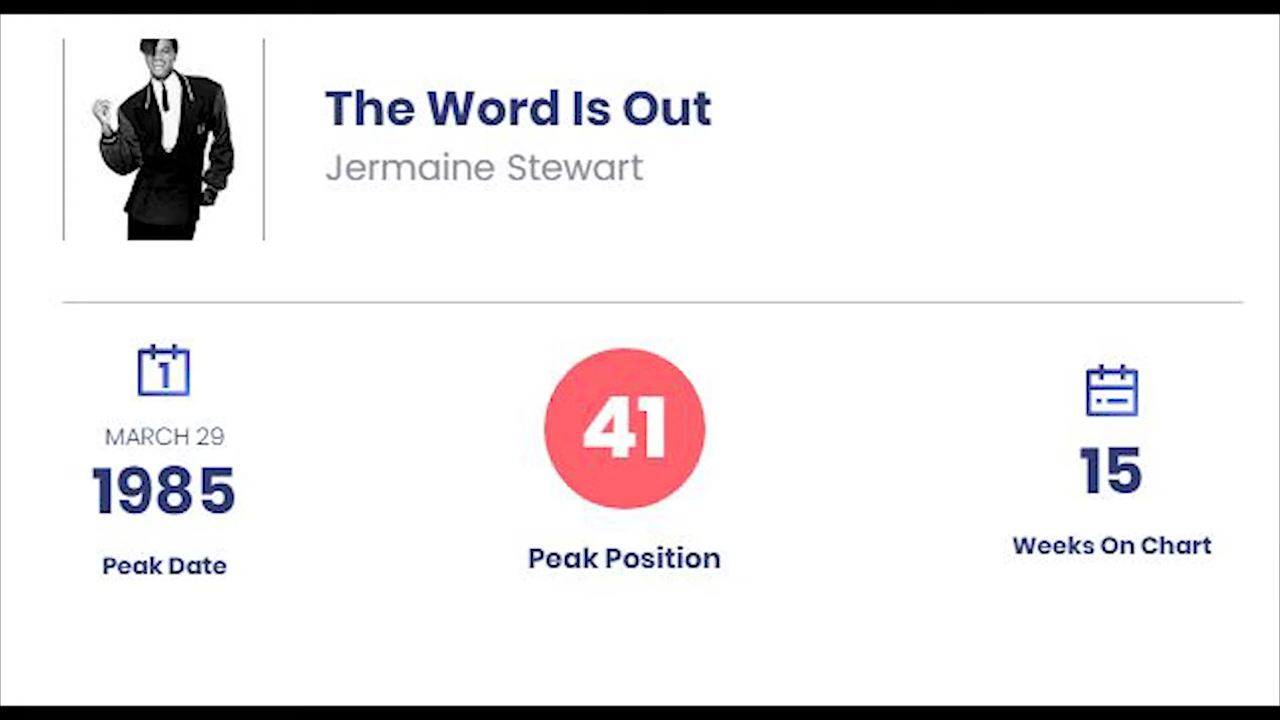 The Word Is Out
Jermaine Stewart
1
MARCH 29
1985
Peak Date
41
Peak Position
15
Weeks On Chart